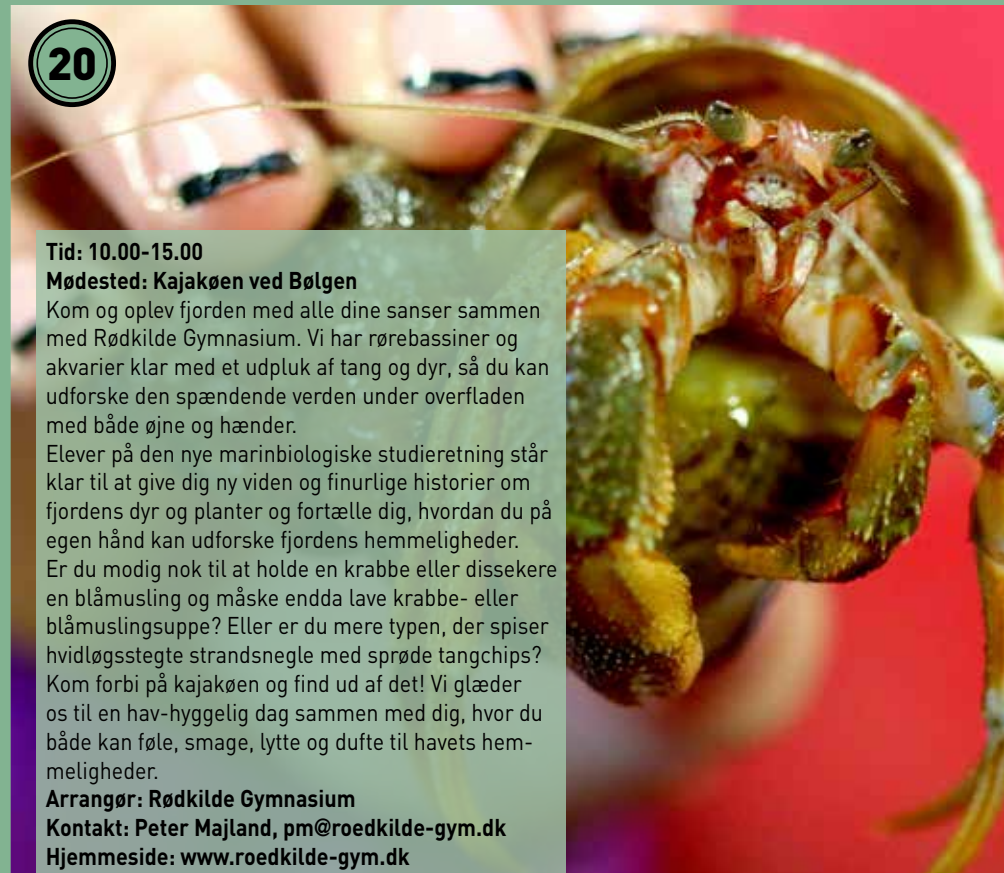 20
Tid: 10.00-15.00
Mødested: Kajakøen ved Bølgen
Kom og oplev fjorden med alle dine sanser sammen
med Rødkilde Gymnasium. Vi har rørebassiner og
akvarier klar med et udpluk af tang og dyr, så du kan
udforske den spændende verden under overfladen
med både øjne og hænder.
Elever på den nye marinbiologiske studieretning står
klar til at give dig ny viden og finurlige historier om
fjordens dyr og planter og fortælle dig, hvordan du på
egen hånd kan udforske fjordens hemmeligheder.
Er du modig nok til at holde en krabbe eller dissekere
en blåmusling og måske endda lave krabbe- eller
blåmuslingsuppe? Eller er du mere typen, der spiser
hvidløgsstegte strandsnegle med sprøde tangchips?
Kom forbi på kajakøen og find ud af det! Vi glæder
os til en hav-hyggelig dag sammen med dig, hvor du
både kan føle, smage, lytte og dufte til havets hem-
meligheder.
Arrangør: Rødkilde Gymnasium
Kontakt: Peter Majland, pm@roedkilde-gym.dk
Hjemmeside: www.roedkilde-gym.dk